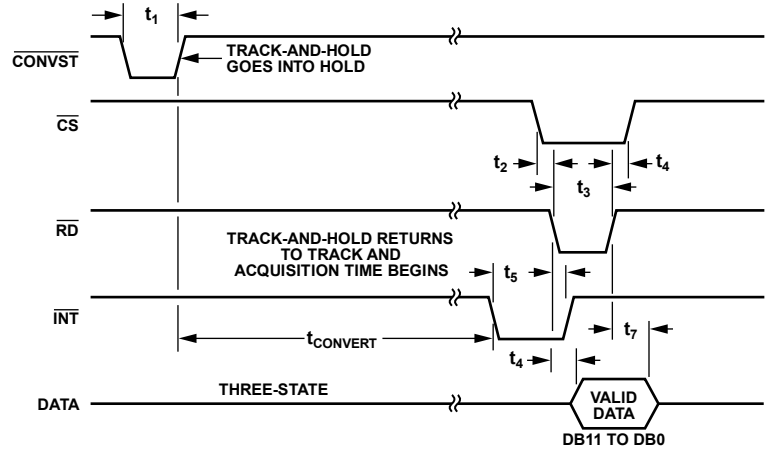 t1
CONVST
TRACK-AND-HOLD
GOES INTO HOLD
CS
t2
t4
t3
RD
TRACK-AND-HOLD RETURNS
TO TRACK AND
ACQUISITION TIME BEGINS
t5
INT
tCONVERT
t7
t4
THREE-STATE
DATA
VALID
DATA
DB11 TO DB0